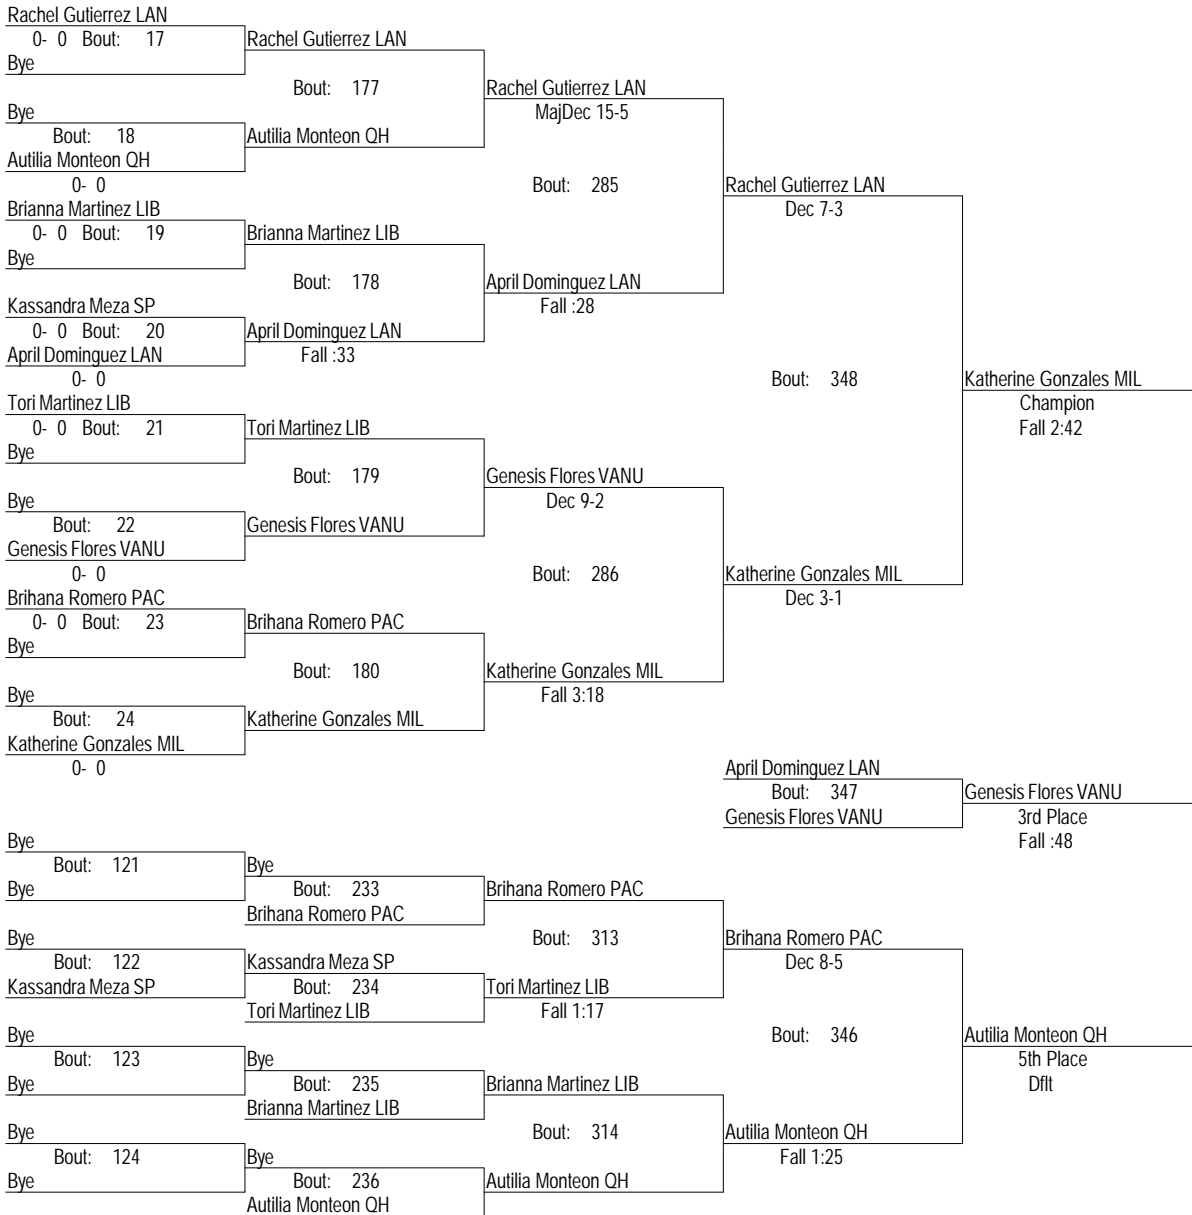 Rachel Gutierrez LAN
0- 0 Bout: 17 Rachel Gutierrez LAN
Bye
Bout: 177 Rachel Gutierrez LAN
Bye MajDec 15-5
Bout: 18 Autilia Monteon QH
Autilia Monteon QH
0- 0 Bout: 285 Rachel Gutierrez LAN
Brianna Martinez LIB Dec 7-3
0- 0 Bout: 19 Brianna Martinez LIB
Bye
Bout: 178 April Dominguez LAN
Kassandra Meza SP Fall :28
0- 0 Bout: 20 April Dominguez LAN
April Dominguez LAN Fall :33
0- 0 Bout: 348 Katherine Gonzales MIL
Tori Martinez LIB Champion
0- 0 Bout: 21 Tori Martinez LIB Fall 2:42
Bye
Bout: 179 Genesis Flores VANU
Bye Dec 9-2
Bout: 22 Genesis Flores VANU
Genesis Flores VANU
0- 0 Bout: 286 Katherine Gonzales MIL
Brihana Romero PAC Dec 3-1
0- 0 Bout: 23 Brihana Romero PAC
Bye
Bout: 180 Katherine Gonzales MIL
Bye Fall 3:18
Bout: 24 Katherine Gonzales MIL
Katherine Gonzales MIL
0- 0 April Dominguez LAN
Bout: 347 Genesis Flores VANU
Genesis Flores VANU 3rd Place
Bye Fall :48
Bout: 121 Bye
Bye Bout: 233 Brihana Romero PAC
Brihana Romero PAC
Bye Bout: 313 Brihana Romero PAC
Bout: 122 Kassandra Meza SP Dec 8-5
Kassandra Meza SP Bout: 234 Tori Martinez LIB
Tori Martinez LIB Fall 1:17
Bye Bout: 346 Autilia Monteon QH
Bout: 123 Bye 5th Place
Bye Bout: 235 Brianna Martinez LIB Dflt
Brianna Martinez LIB
Bye Bout: 314 Autilia Monteon QH
Bout: 124 Bye Fall 1:25
Bye Bout: 236 Autilia Monteon QH
Autilia Monteon QH